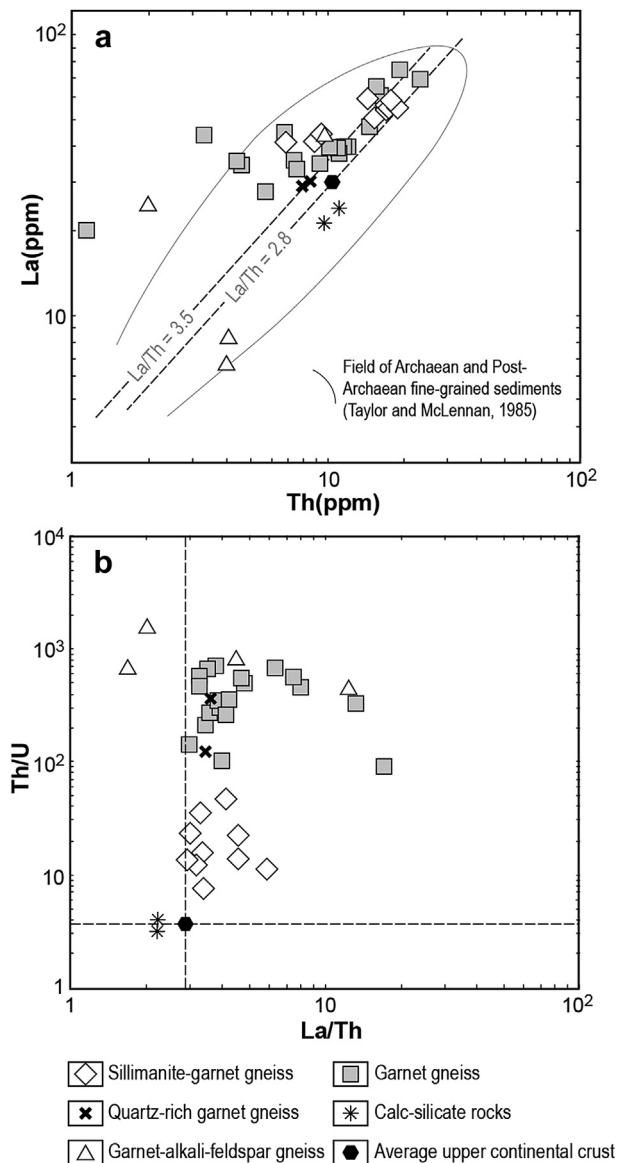 10²
a
La(ppm)
La/Th = 3.5
La/Th = 2.8
10
Field of Archaean and Post-
Archaean fine-grained sediments
(Taylor and McLennan, 1985)
1
10
10²
Th(ppm)
10⁴
b
10³
Th/U
10²
10
1
1
10
10²
La/Th
Sillimanite-garnet gneiss
Garnet gneiss
Quartz-rich garnet gneiss
Calc-silicate rocks
Garnet-alkali-feldspar gneiss
Average upper continental crust